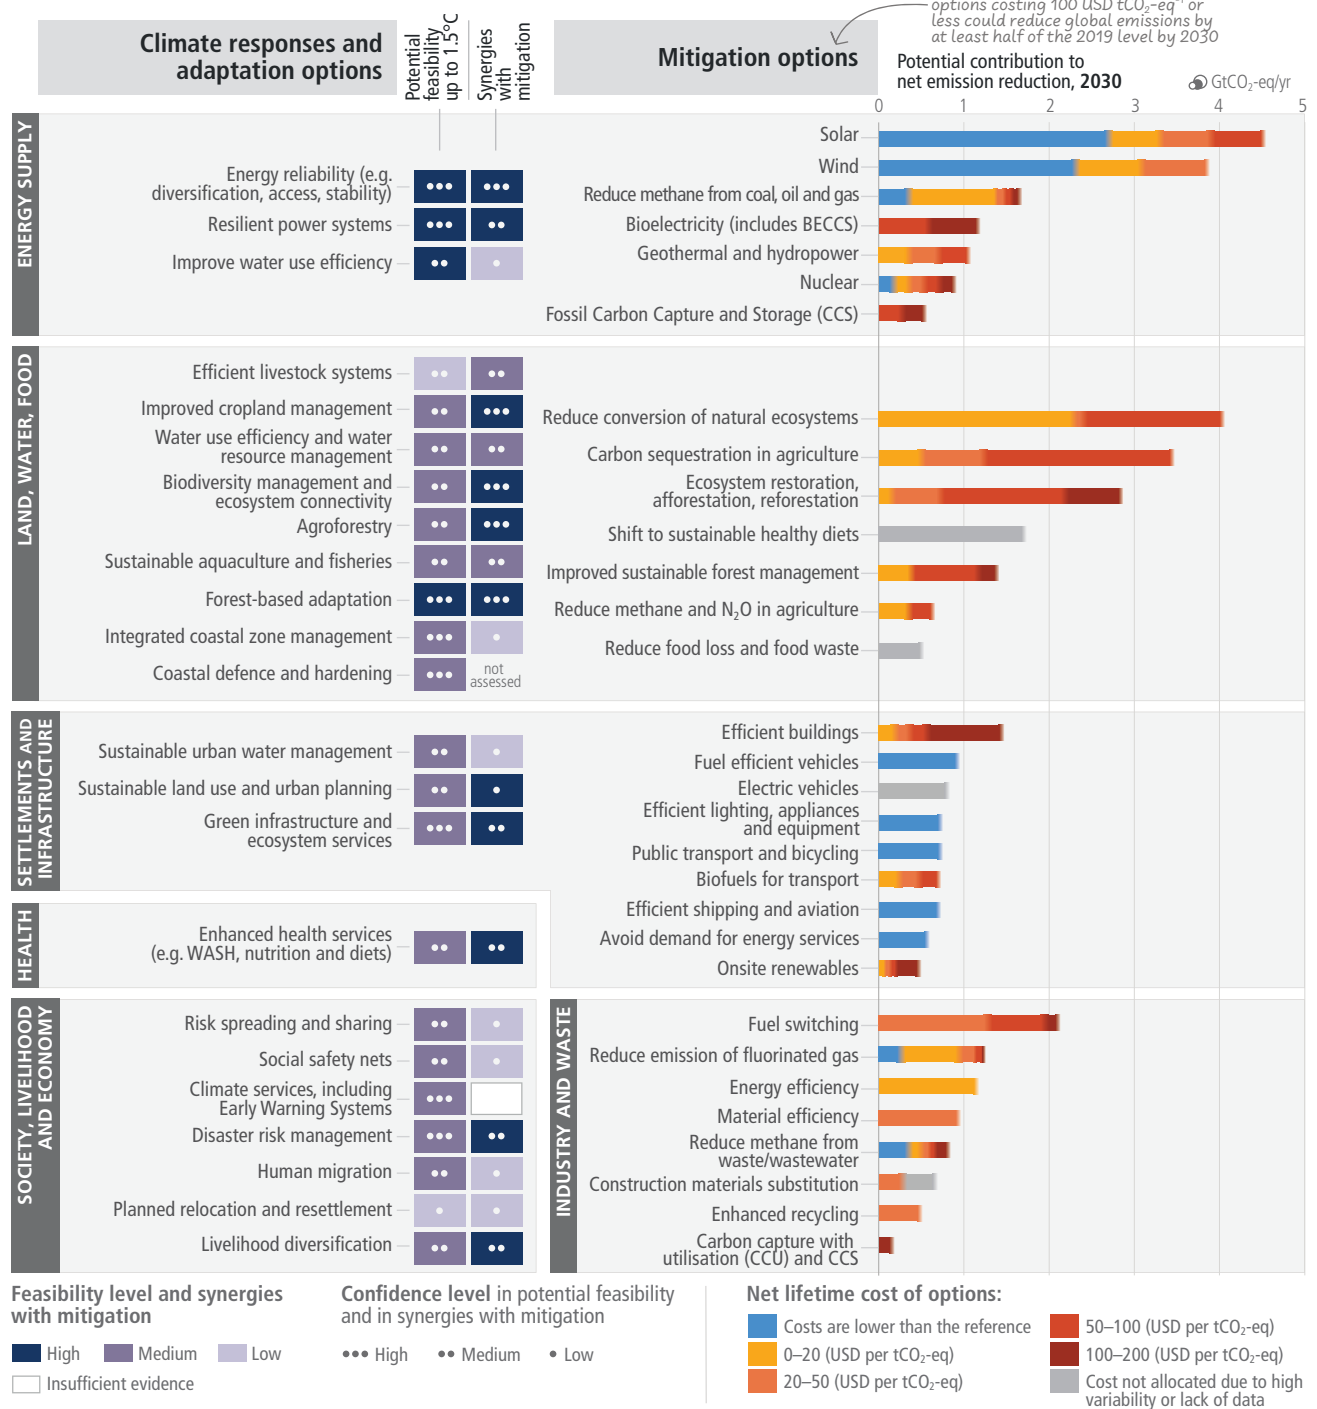 options costing 100 USD tCO₂-eq⁻¹ or
less could reduce global emissions by
at least half of the 2019 level by 2030
Climate responses and
adaptation options
Potential
feasibility
up to 1.5°C
Synergies
with
mitigation
Mitigation options
Potential contribution to
net emission reduction, 2030
GtCO₂-eq/yr
0 1 2 3 4 5
ENERGY SUPPLY
Energy reliability (e.g.
diversification, access, stability)
Resilient power systems
Improve water use efficiency
Solar
Wind
Reduce methane from coal, oil and gas
Bioelectricity (includes BECCS)
Geothermal and hydropower
Nuclear
Fossil Carbon Capture and Storage (CCS)
LAND, WATER, FOOD
Efficient livestock systems
Improved cropland management
Water use efficiency and water
resource management
Biodiversity management and
ecosystem connectivity
Agroforestry
Sustainable aquaculture and fisheries
Forest-based adaptation
Integrated coastal zone management
Coastal defence and hardening
not
assessed
Reduce conversion of natural ecosystems
Carbon sequestration in agriculture
Ecosystem restoration,
afforestation, reforestation
Shift to sustainable healthy diets
Improved sustainable forest management
Reduce methane and N₂O in agriculture
Reduce food loss and food waste
SETTLEMENTS AND
INFRASTRUCTURE
Sustainable urban water management
Sustainable land use and urban planning
Green infrastructure and
ecosystem services
Efficient buildings
Fuel efficient vehicles
Electric vehicles
Efficient lighting, appliances
and equipment
Public transport and bicycling
Biofuels for transport
Efficient shipping and aviation
Avoid demand for energy services
Onsite renewables
HEALTH
Enhanced health services
(e.g. WASH, nutrition and diets)
SOCIETY, LIVELIHOOD
AND ECONOMY
Risk spreading and sharing
Social safety nets
Climate services, including
Early Warning Systems
Disaster risk management
Human migration
Planned relocation and resettlement
Livelihood diversification
INDUSTRY AND WASTE
Fuel switching
Reduce emission of fluorinated gas
Energy efficiency
Material efficiency
Reduce methane from
waste/wastewater
Construction materials substitution
Enhanced recycling
Carbon capture with
utilisation (CCU) and CCS
Feasibility level and synergies
with mitigation
High Medium Low
Insufficient evidence
Confidence level in potential feasibility
and in synergies with mitigation
••• High •• Medium • Low
Net lifetime cost of options:
Costs are lower than the reference
0–20 (USD per tCO₂-eq)
20–50 (USD per tCO₂-eq)
50–100 (USD per tCO₂-eq)
100–200 (USD per tCO₂-eq)
Cost not allocated due to high
variability or lack of data